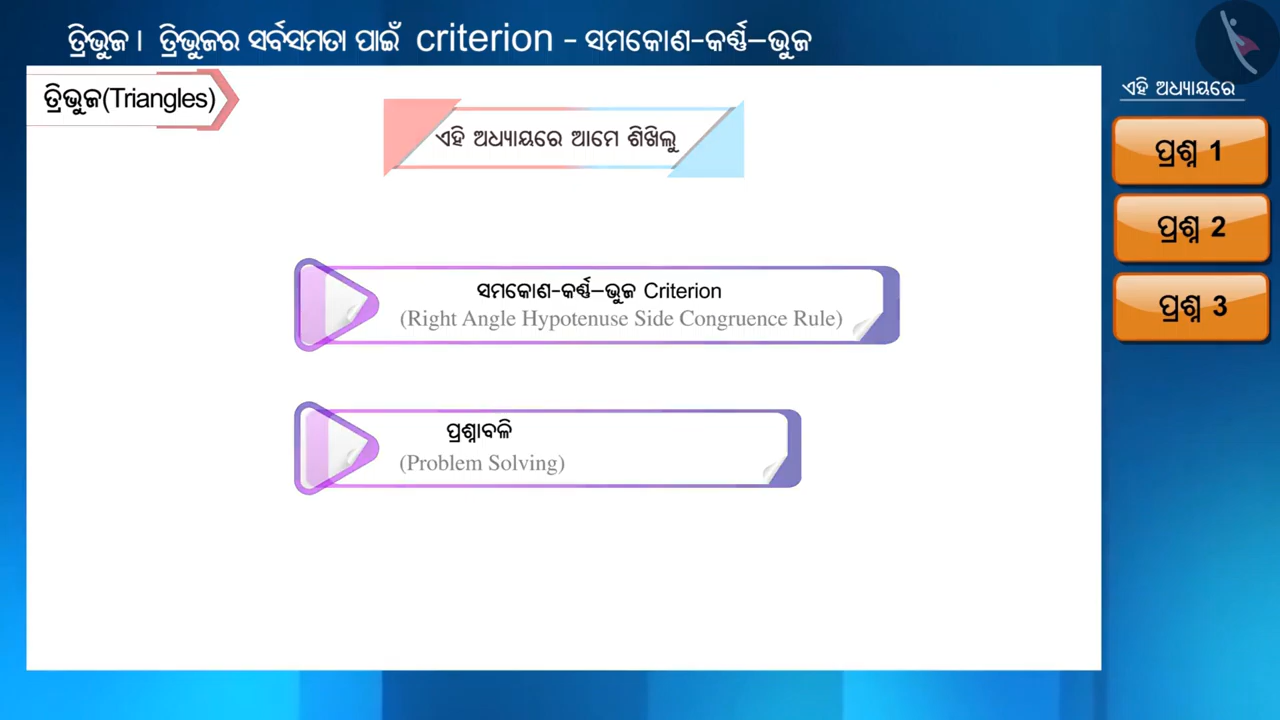 ତ୍ରିଭୁଜ। ତ୍ରିଭୁଜର ସର୍ବସମତା ପାଇଁ criterion - ସମକୋଣ-କର୍ଣ୍ଣ–ଭୁଜ
ତ୍ରିଭୁଜ(Triangles)
ଏହି ଅଧ୍ୟାୟରେ ଆମେ ଶିଖିଲୁ
ସମକୋଣ-କର୍ଣ୍ଣ–ଭୁଜ Criterion
(Right Angle Hypotenuse Side Congruence Rule)
ପ୍ରଶ୍ନାବଳି
(Problem Solving)
ଏହି ଅଧ୍ୟାୟରେ
ପ୍ରଶ୍ନ 1
ପ୍ରଶ୍ନ 2
ପ୍ରଶ୍ନ 3